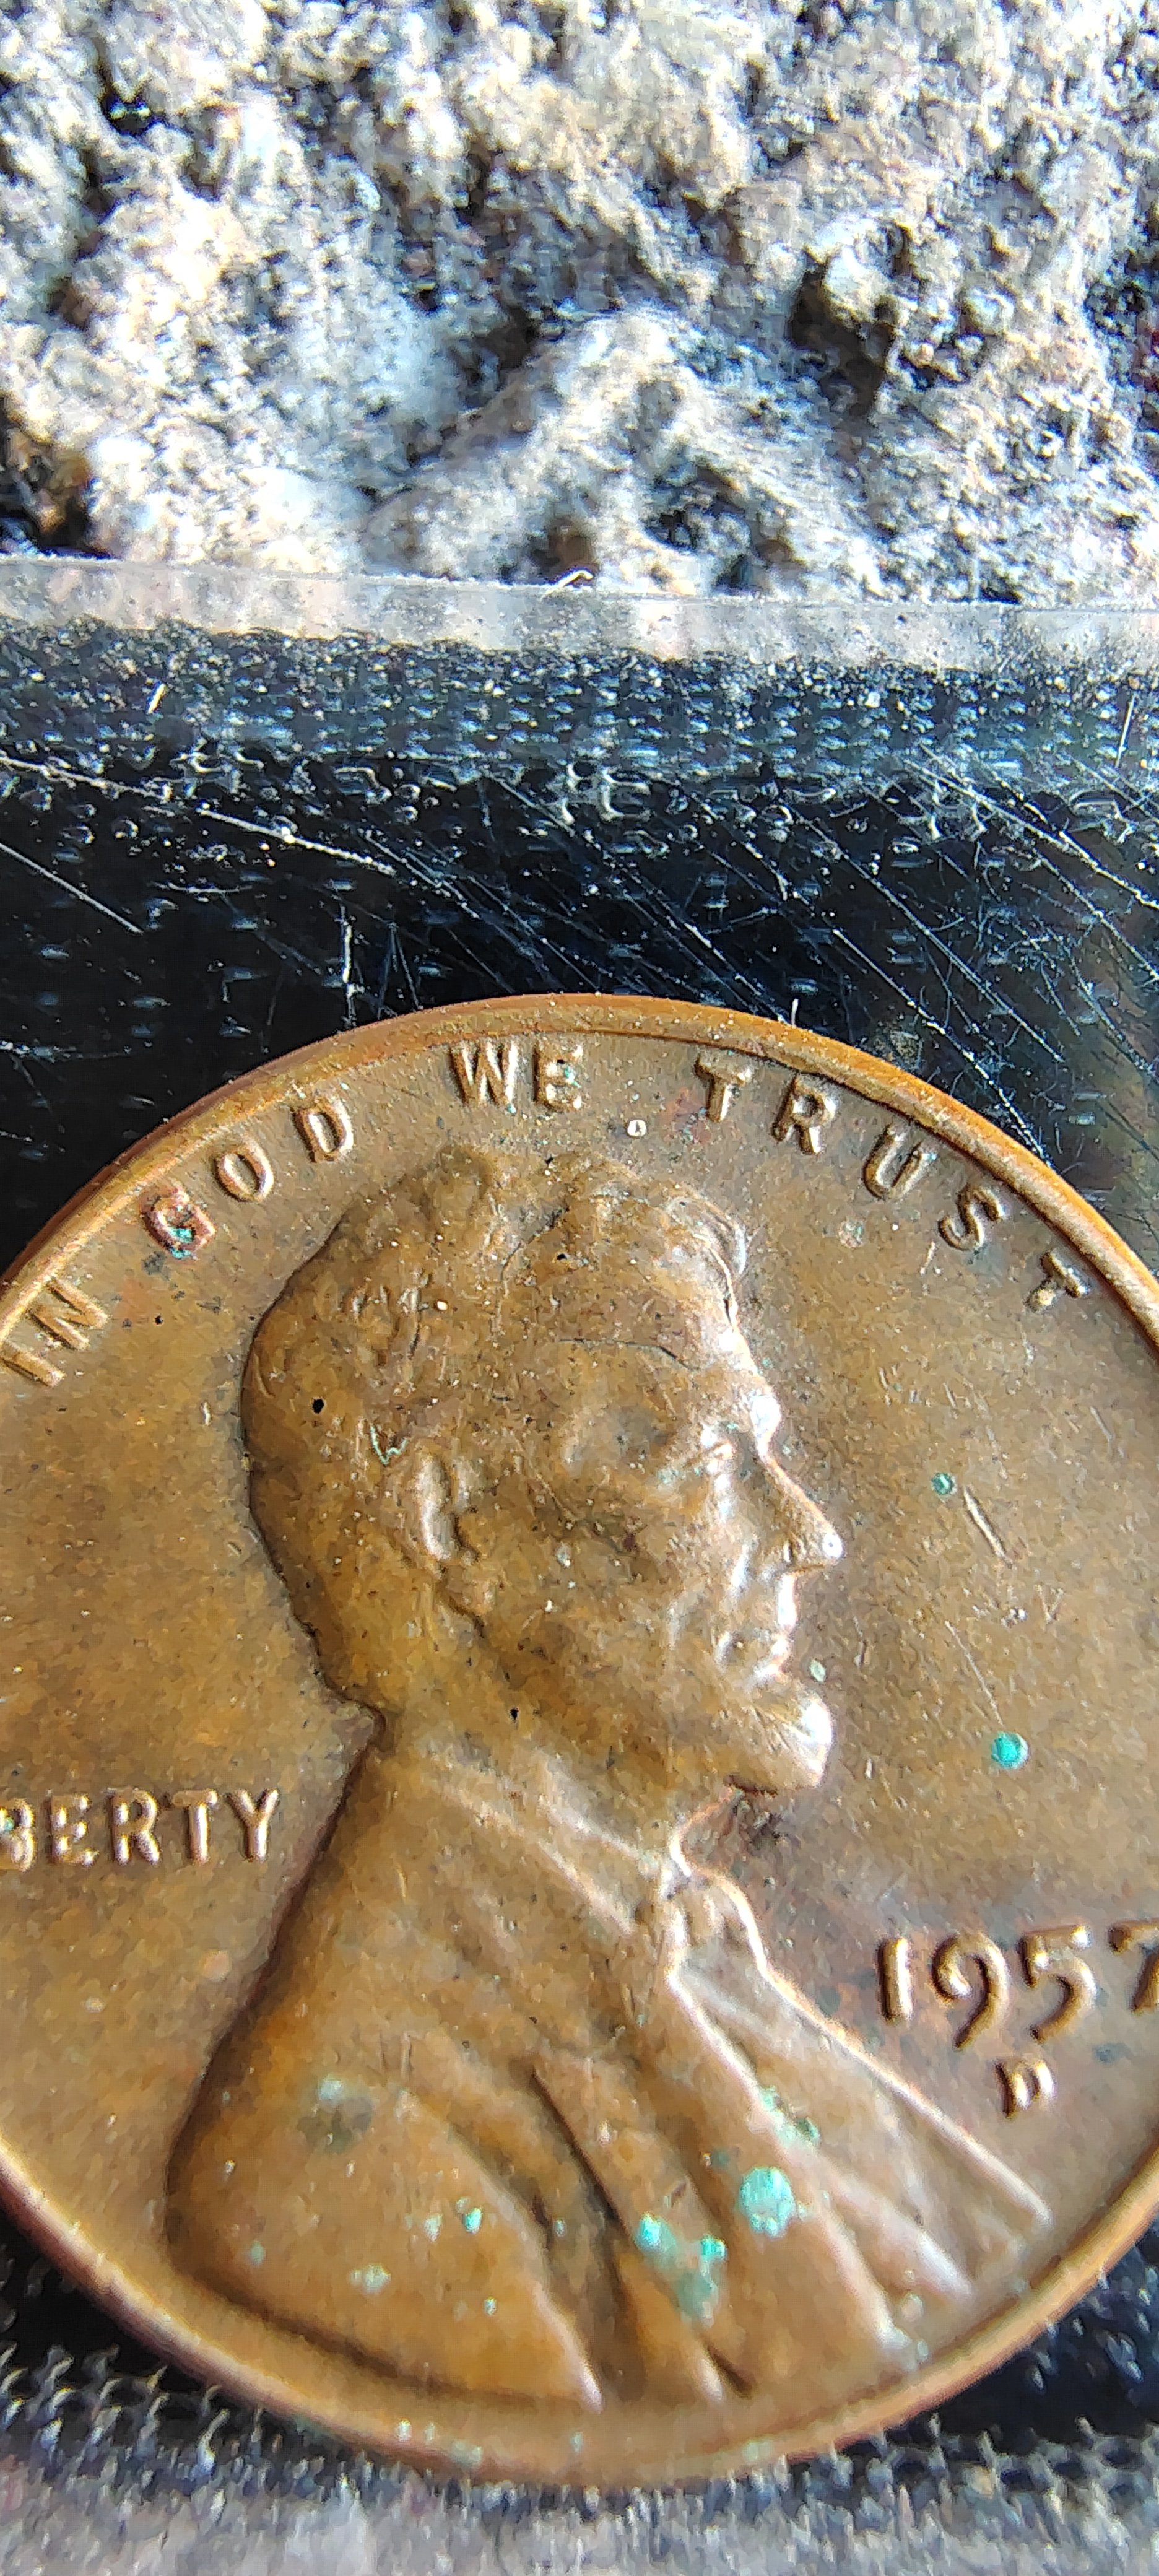 IN GOD WE TRUST
BERTY
1957
D